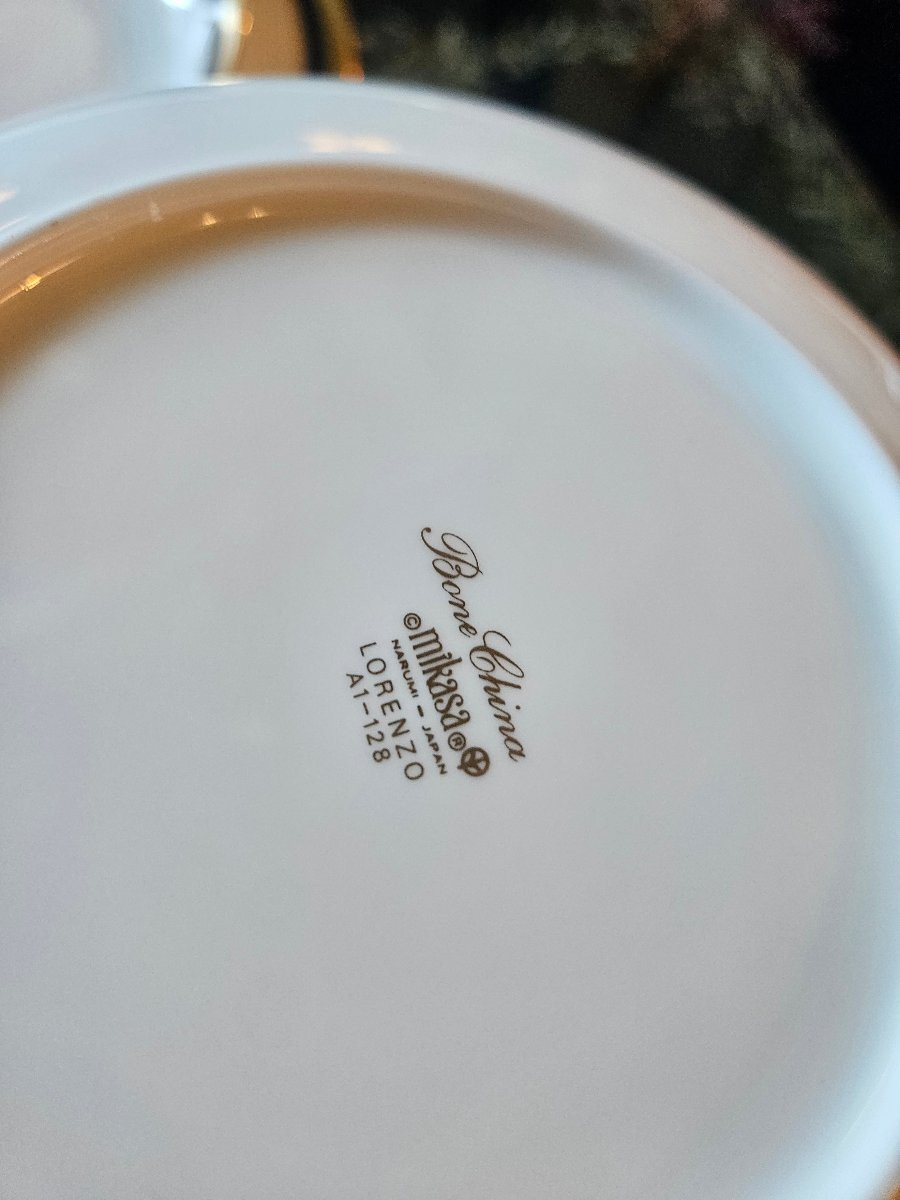 Bone China
©mikasa®
NARUMI - JAPAN
LORENZO
A1-128